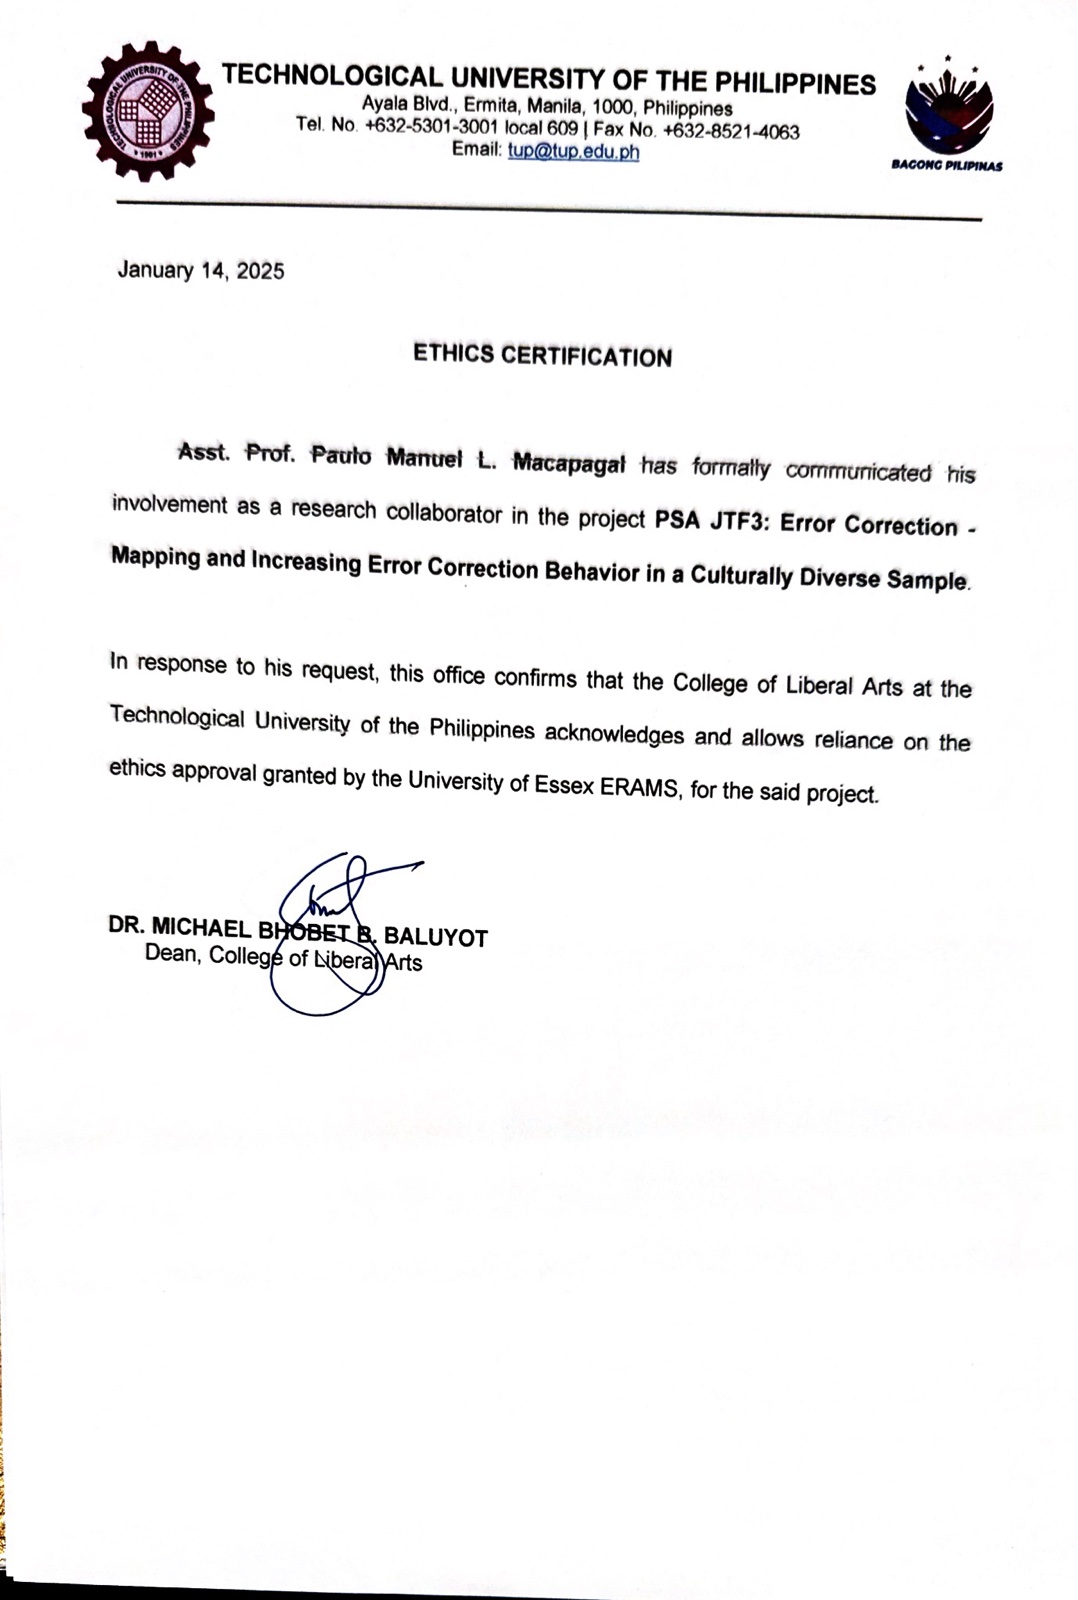 TECHNOLOGICAL UNIVERSITY OF THE PHILIPPINES
Ayala Blvd., Ermita, Manila, 1000, Philippines
Tel. No. +632-5301-3001 local 609 | Fax No. +632-8521-4063
Email: tup@tup.edu.ph
TECHNOLOGICAL UNIVERSITY OF THE PHILIPPINES
1901
BAGONG PILIPINAS
January 14, 2025
ETHICS CERTIFICATION
Asst. Prof. Paulo Manuel L. Macapagal has formally communicated his
involvement as a research collaborator in the project PSA JTF3: Error Correction -
Mapping and Increasing Error Correction Behavior in a Culturally Diverse Sample.
In response to his request, this office confirms that the College of Liberal Arts at the
Technological University of the Philippines acknowledges and allows reliance on the
ethics approval granted by the University of Essex ERAMS, for the said project.
DR. MICHAEL BHOBET B. BALUYOT
Dean, College of Liberal Arts